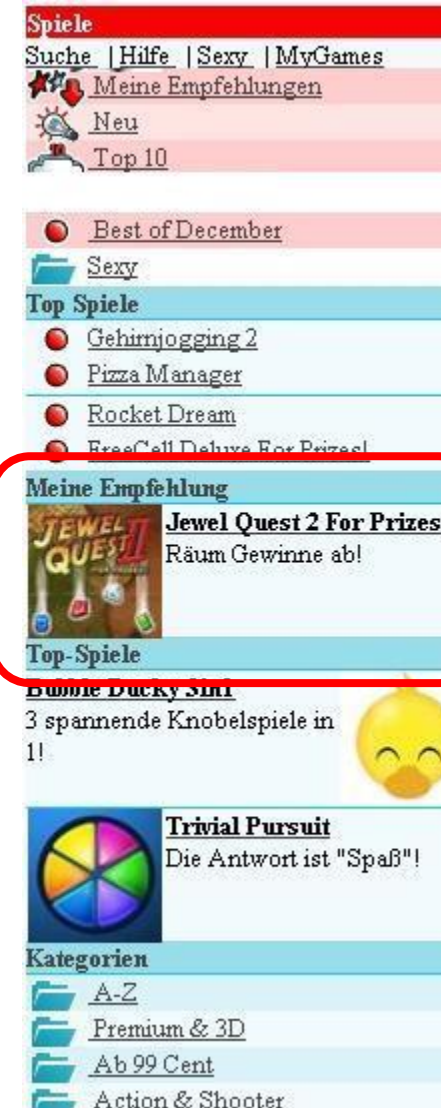 Spiele
Suche | Hilfe | Sexy | MyGames
Meine Empfehlungen
Neu
Top 10
Best of December
Sexy
Top Spiele
Gehirnjogging 2
Pizza Manager
Rocket Dream
FreeCell Deluxe For Prizes!
Meine Empfehlung
JEWEL QUEST II
Jewel Quest 2 For Prizes
Räum Gewinne ab!
Top-Spiele
Bubble Ducky 3in1
3 spannende Knobelspiele in
1!
Trivial Pursuit
Die Antwort ist "Spaß"!
Kategorien
A-Z
Premium & 3D
Ab 99 Cent
Action & Shooter